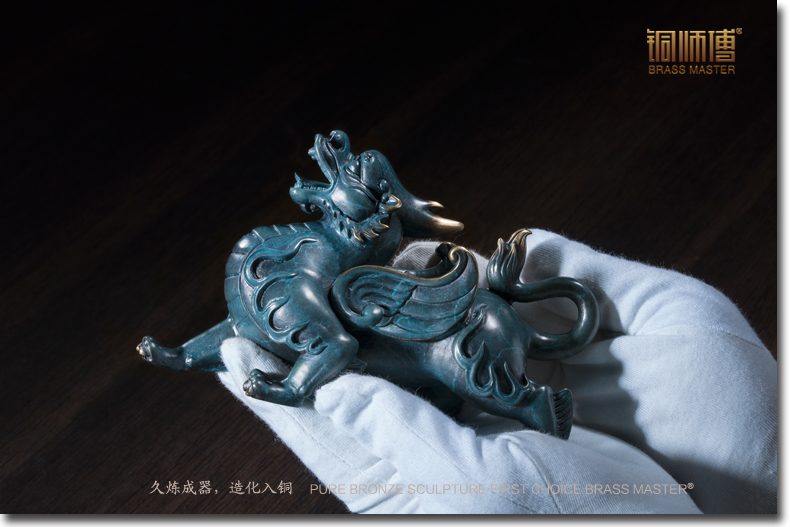 铜师傅®
BRASS MASTER
久炼成器，造化入铜 PURE BRONZE SCULPTURE FIRST CHOICE BRASS MASTER®